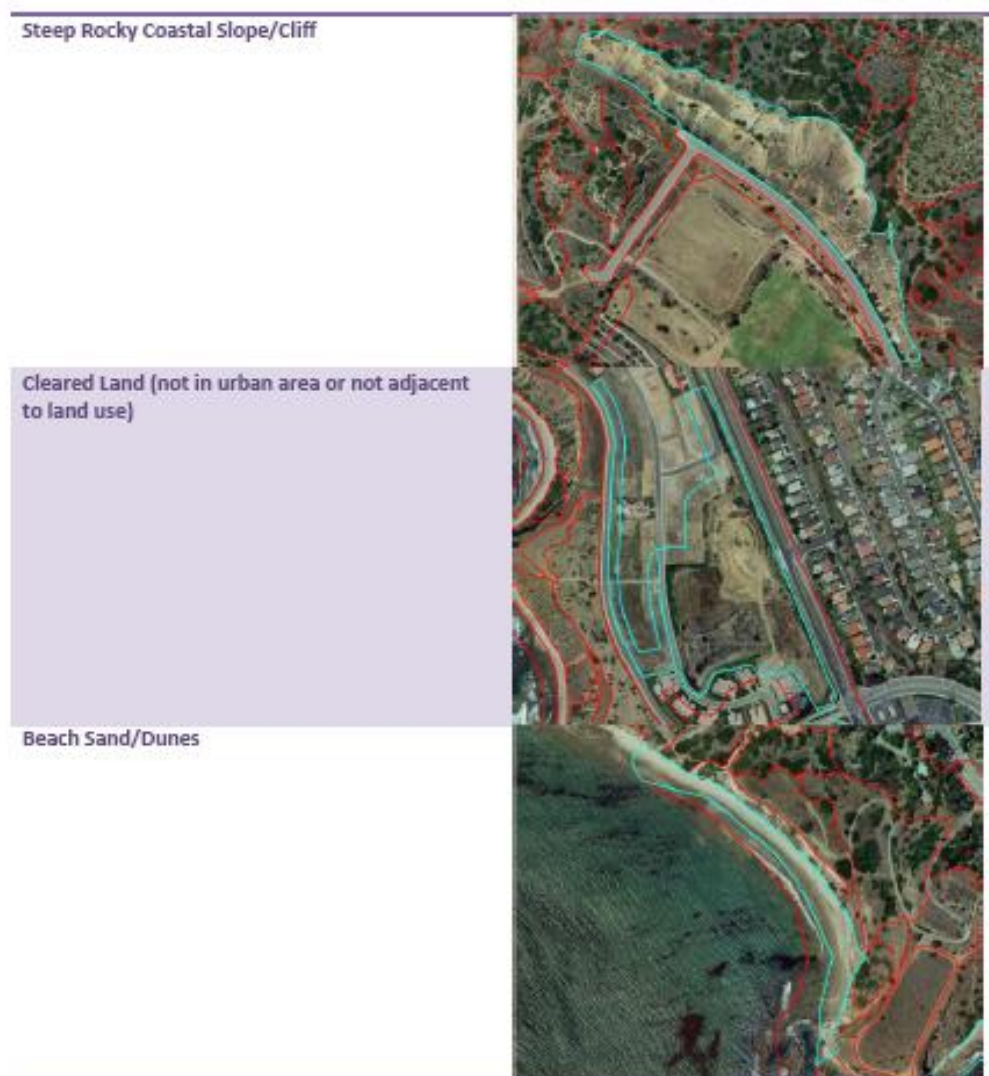 Steep Rocky Coastal Slope/Cliff
Cleared Land (not in urban area or not adjacent
to land use)
Beach Sand/Dunes